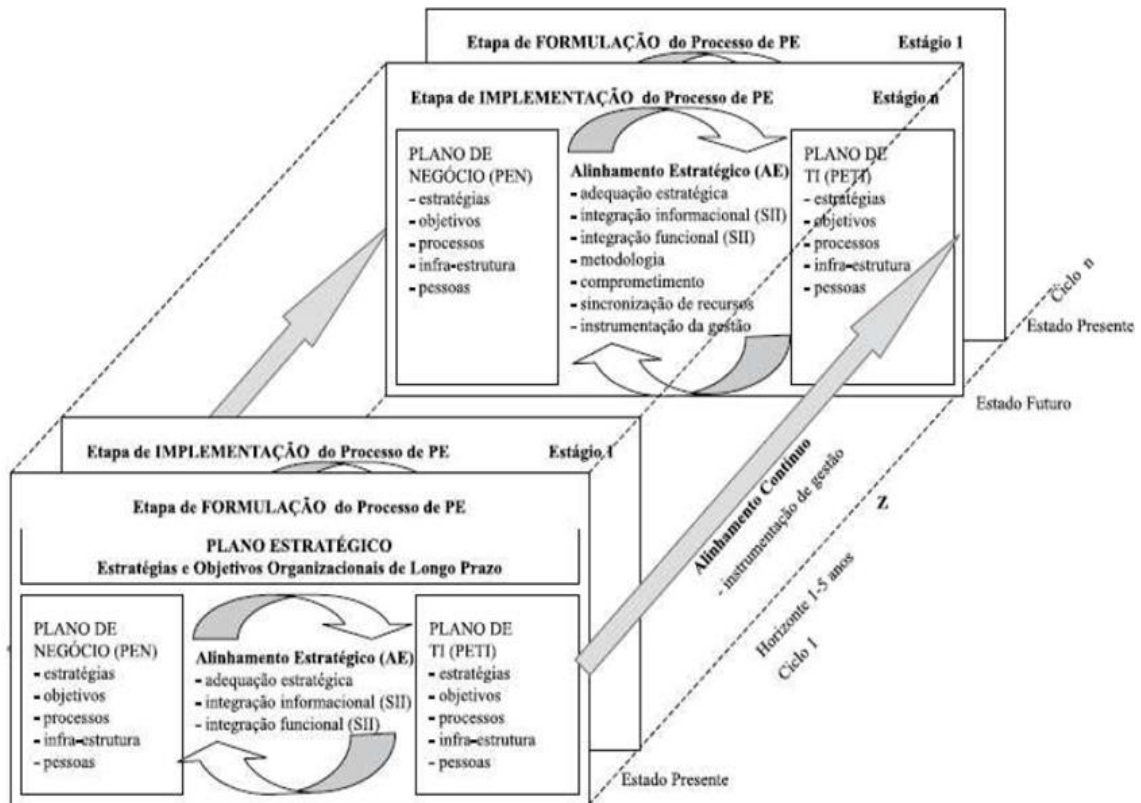 Etapa de FORMULAÇÃO do Processo de PE Estágio 1
Etapa de IMPLEMENTAÇÃO do Processo de PE Estágio n
PLANO DE
NEGÓCIO (PEN)
- estratégias
- objetivos
- processos
- infra-estrutura
- pessoas
Alinhamento Estratégico (AE)
- adequação estratégica
- integração informacional (SII)
- integração funcional (SII)
- metodologia
- comprometimento
- sincronização de recursos
- instrumentação da gestão
PLANO DE
TI (PETI)
- estratégias
- objetivos
- processos
- infra-estrutura
- pessoas
Ciclo n
Estado Presente
Estado Futuro
Alinhamento Contínuo
- instrumentação de gestão
Z
Horizonte 1-5 anos
Ciclo 1
Etapa de IMPLEMENTAÇÃO do Processo de PE Estágio 1
Etapa de FORMULAÇÃO do Processo de PE
PLANO ESTRATÉGICO
Estratégias e Objetivos Organizacionais de Longo Prazo
PLANO DE
NEGÓCIO (PEN)
- estratégias
- objetivos
- processos
- infra-estrutura
- pessoas
Alinhamento Estratégico (AE)
- adequação estratégica
- integração informacional (SII)
- integração funcional (SII)
PLANO DE
TI (PETI)
- estratégias
- objetivos
- processos
- infra-estrutura
- pessoas
Estado Presente